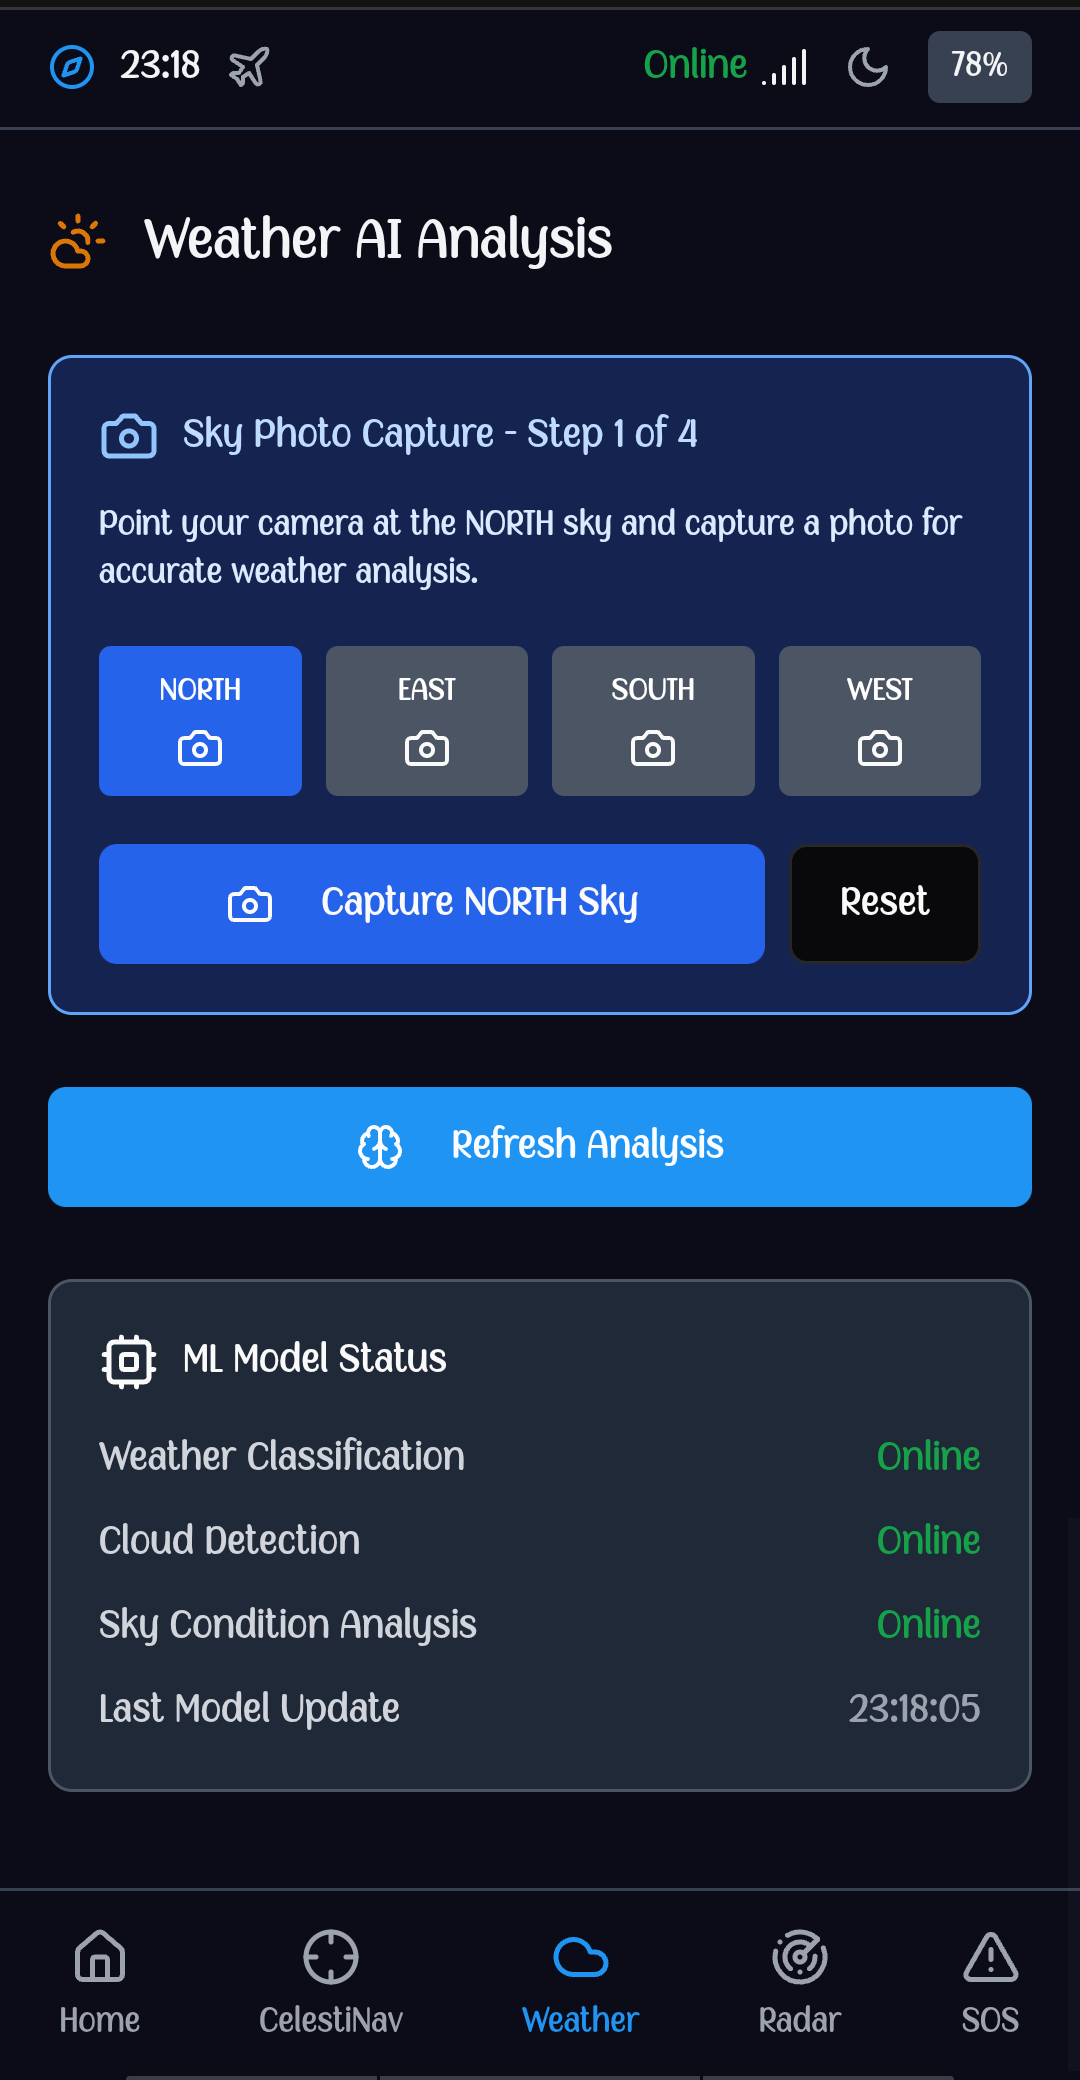 23:18
Online
78%
Weather AI Analysis
Sky Photo Capture - Step 1 of 4
Point your camera at the NORTH sky and capture a photo for
accurate weather analysis.
NORTH EAST SOUTH WEST
Capture NORTH Sky
Reset
Refresh Analysis
ML Model Status
Weather Classification Online
Cloud Detection Online
Sky Condition Analysis Online
Last Model Update 23:18:05
Home CelestiNav Weather Radar SOS